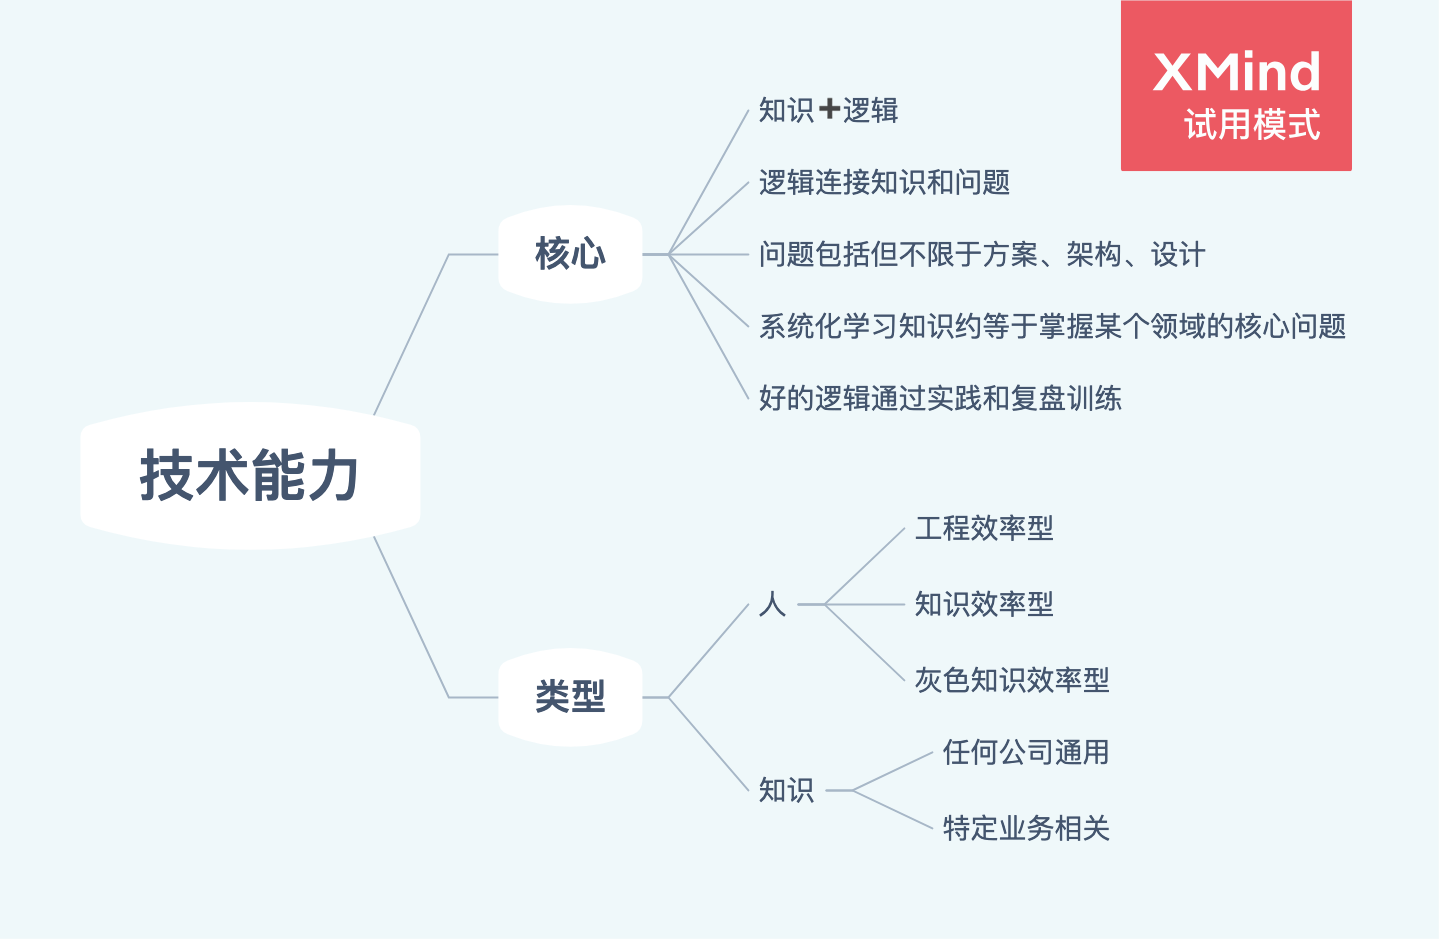 XMind
试用模式
技术能力
核心
知识➕逻辑
逻辑连接知识和问题
问题包括但不限于方案、架构、设计
系统化学习知识约等于掌握某个领域的核心问题
好的逻辑通过实践和复盘训练
类型
人
工程效率型
知识效率型
灰色知识效率型
知识
任何公司通用
特定业务相关